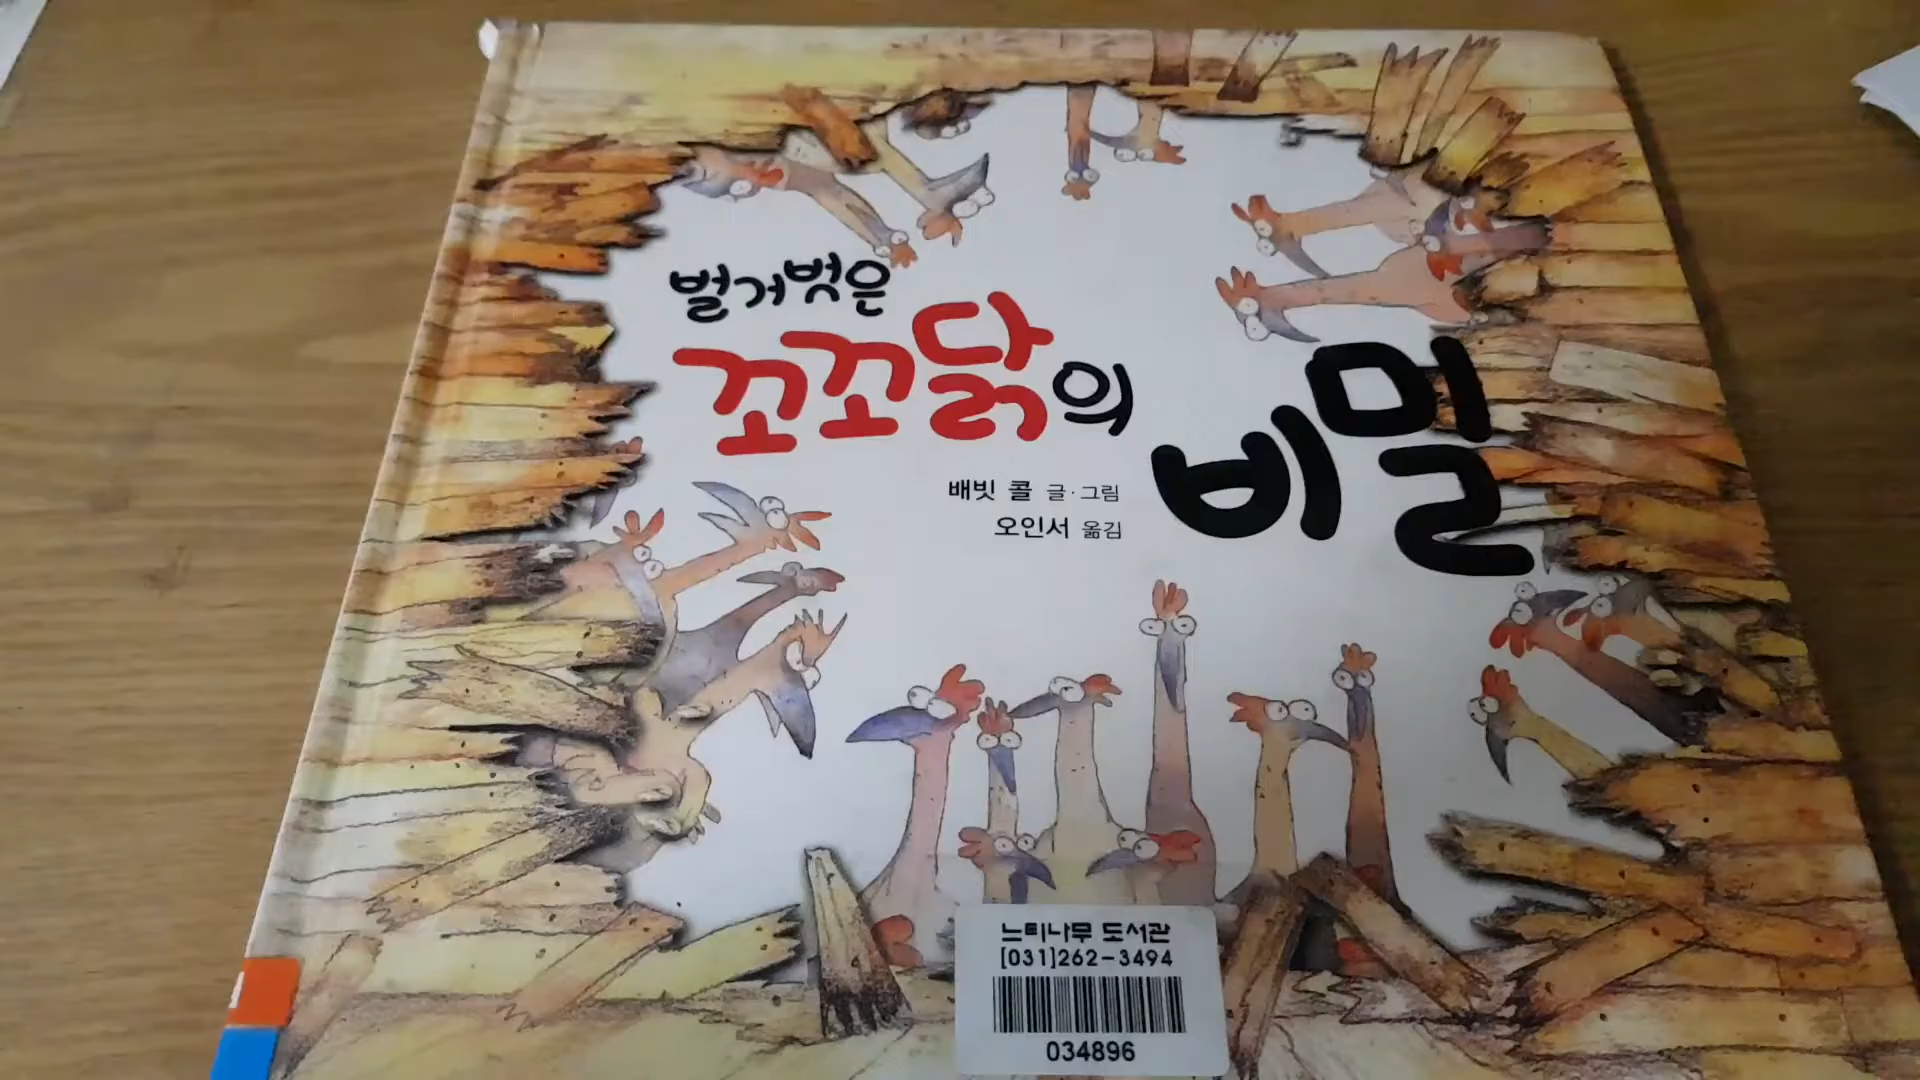 벌거벗은
꼬꼬닭의
비밀
배빗 콜 글·그림
오인서 옮김
느티나무 도서관
[031]262-3494
034896